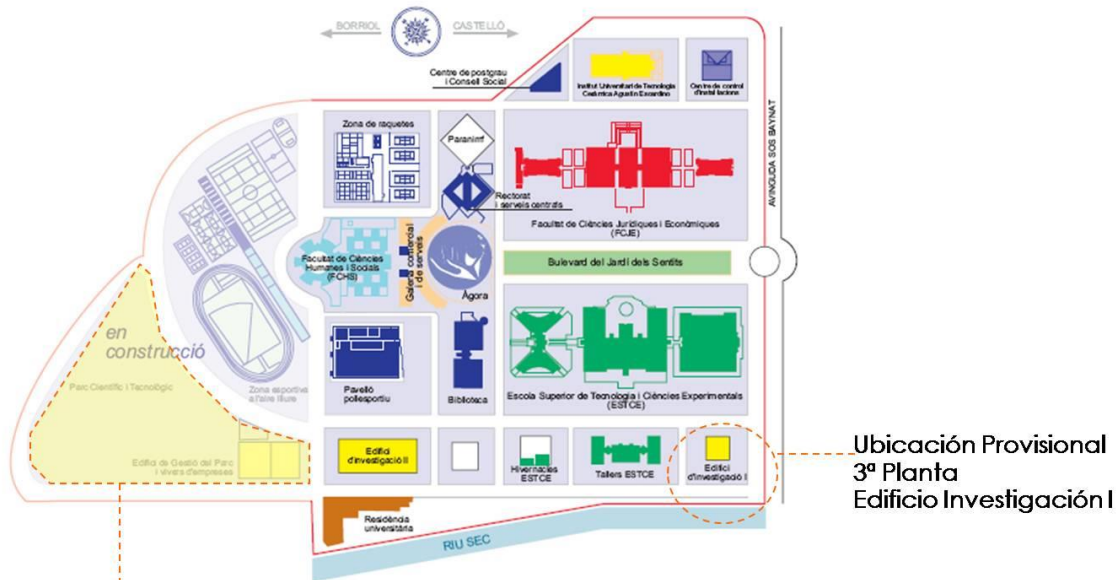 BORRIOL
CASTELLÓ
Centre de postgrau
i Consell Social
Institut Universitari de Tecnologia
Ceràmica Agustín Escardino
Centre de control
d'instal·lacions
Zona de raquetes
Paranimf
Rectorat
i serveis centrals
Facultat de Ciències Jurídiques i Econòmiques
(FCJE)
AVINGUDA SOS BAYNAT
Facultat de Ciències
Humanes i Socials
(FCHS)
Galeria comercial
i de serveis
Àgora
Bulevard del Jardí dels Sentits
en
construcció
Parc Científic i Tecnològic
Zona esportiva
a l'aire lliure
Pavelló
poliesportiu
Biblioteca
Escola Superior de Tecnologia i Ciències Experimentals
(ESTCE)
Edifici de Gestió del Parc
i vivers d'empreses
Edifici
d'investigació II
Hivernacles
ESTCE
Tallers ESTCE
Edifici
d'investigació I
Ubicación Provisional
3ª Planta
Edificio Investigación I
Residència
universitària
RIU SEC